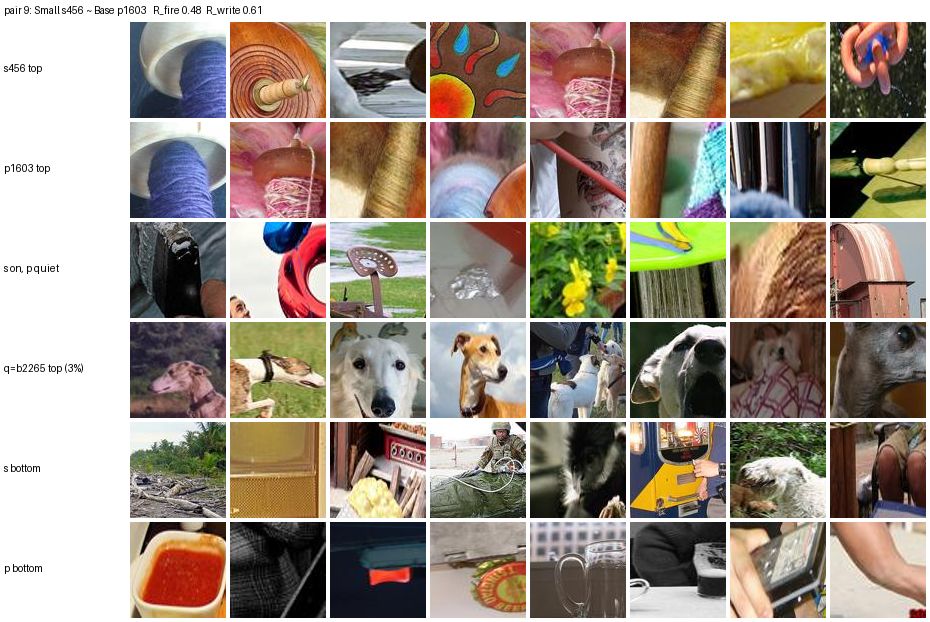 pair 9: Small s456 ~ Base p1603 R_fire 0.48 R_write 0.61
s456 top
p1603 top
s on, p quiet
q=b2265 top (3%)
s bottom
p bottom